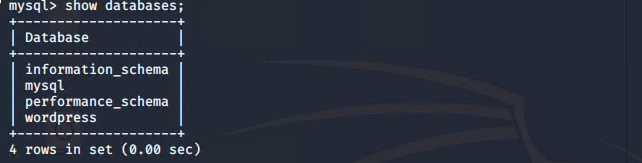 mysql> show databases;
+--------------------+
| Database           |
+--------------------+
| information_schema |
| mysql              |
| performance_schema |
| wordpress          |
+--------------------+
4 rows in set (0.00 sec)